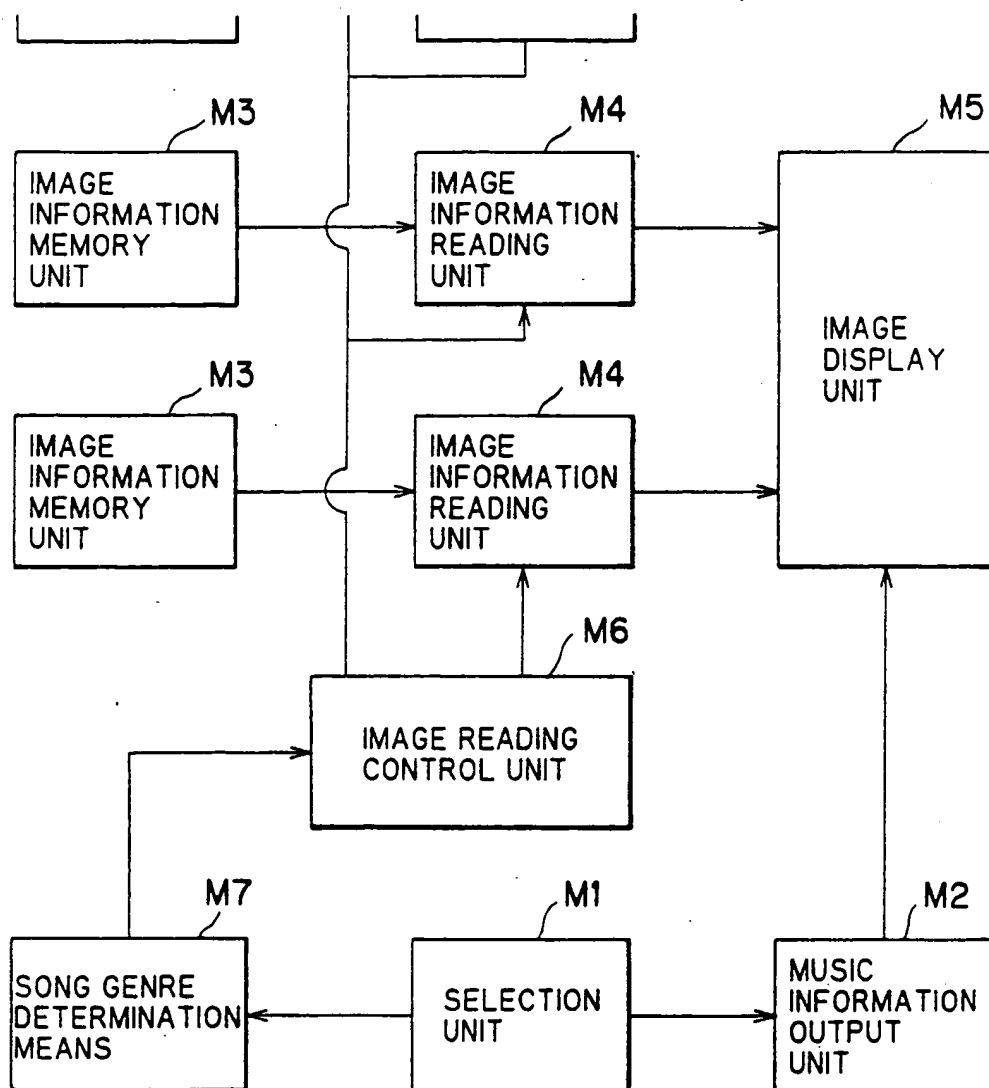 M3
M4
M5
IMAGE
INFORMATION
MEMORY
UNIT
IMAGE
INFORMATION
READING
UNIT
IMAGE
DISPLAY
UNIT
M3
M4
IMAGE
INFORMATION
MEMORY
UNIT
IMAGE
INFORMATION
READING
UNIT
M6
IMAGE READING
CONTROL UNIT
M7
M1
M2
SONG GENRE
DETERMINATION
MEANS
SELECTION
UNIT
MUSIC
INFORMATION
OUTPUT
UNIT